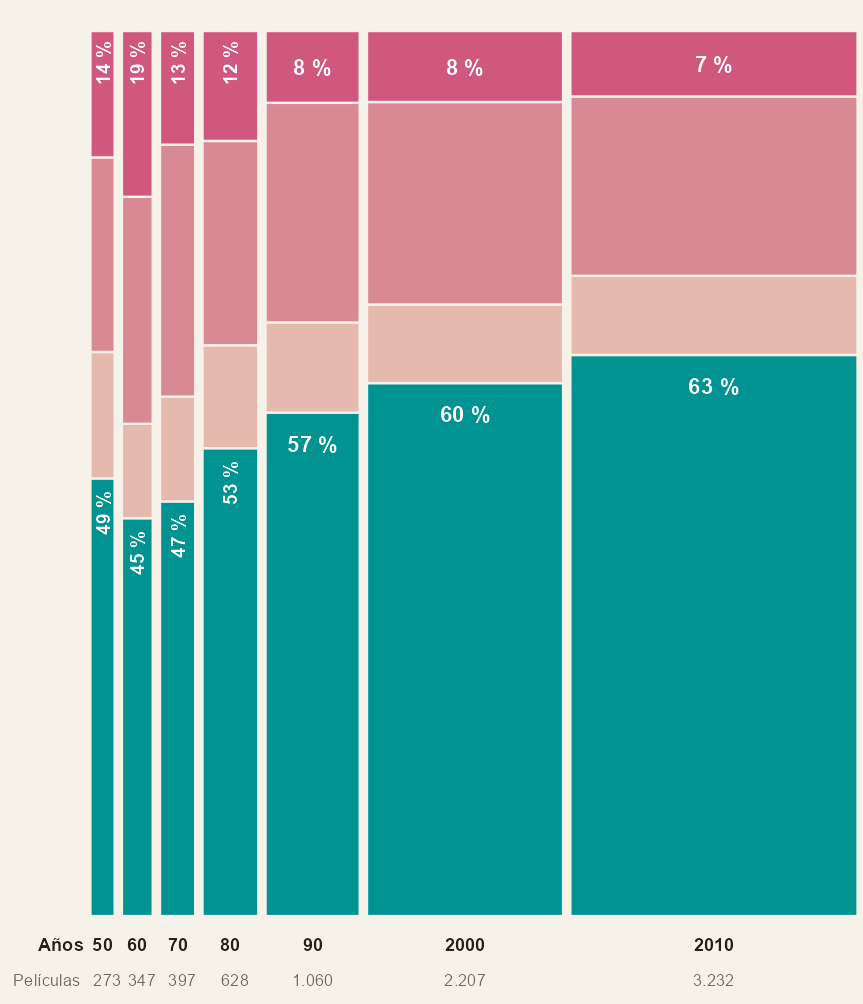 14 % 19 % 13 % 12 % 8 % 8 % 7 %
49 % 45 % 47 % 53 % 57 % 60 % 63 %
Años 50 60 70 80 90 2000 2010
Películas 273 347 397 628 1.060 2.207 3.232